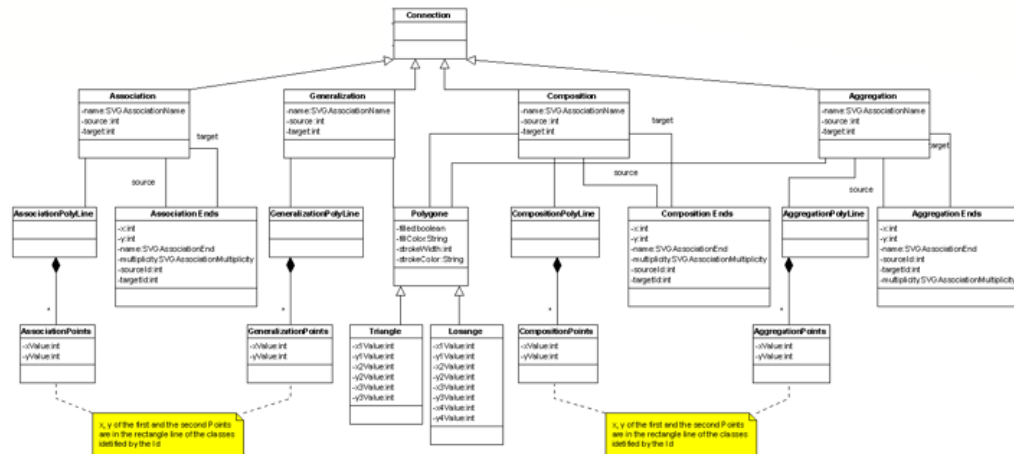 Connection
Association
-name:SVGAssociationName
-source:int
-target:int
Generalization
-name:SVGAssociationName
-source:int
-target:int
Composition
-name:SVGAssociationName
-source:int
-target:int
Aggregation
-name:SVGAssociationName
-source:int
-target:int
target
source
target
source
target
source
AssociationPolyLine
Association Ends
-x:int
-y:int
-name:SVGAssociationEnd
-multiplicity:SVGAssociationMultiplicity
-sourceId:int
-targetId:int
GeneralizationPolyLine
Polygone
-filled:boolean
-fillColor:String
-strokeWidth:int
-strokeColor:String
CompositionPolyLine
Composition Ends
-x:int
-y:int
-name:SVGAssociationEnd
-multiplicity:SVGAssociationMultiplicity
-sourceId:int
-targetId:int
AggregationPolyLine
Aggregation Ends
-x:int
-y:int
-name:SVGAssociationEnd
-sourceId:int
-targetId:int
-multiplicity:SVGAssociationMultiplicity
*
*
*
*
AssociationPoints
-xValue:int
-yValue:int
GeneralizationPoints
-xValue:int
-yValue:int
Triangle
-x1Value:int
-y1Value:int
-x2Value:int
-y2Value:int
-x3Value:int
-y3Value:int
Losange
-x1Value:int
-y1Value:int
-x2Value:int
-y2Value:int
-x3Value:int
-y3Value:int
-x4Value:int
-y4Value:int
CompositionPoints
-xValue:int
-yValue:int
AggregationPoints
-xValue:int
-yValue:int
x, y of the first and the second Points
are in the rectangle line of the classes
idetified by the Id
x, y of the first and the second Points
are in the rectangle line of the classes
idetified by the Id